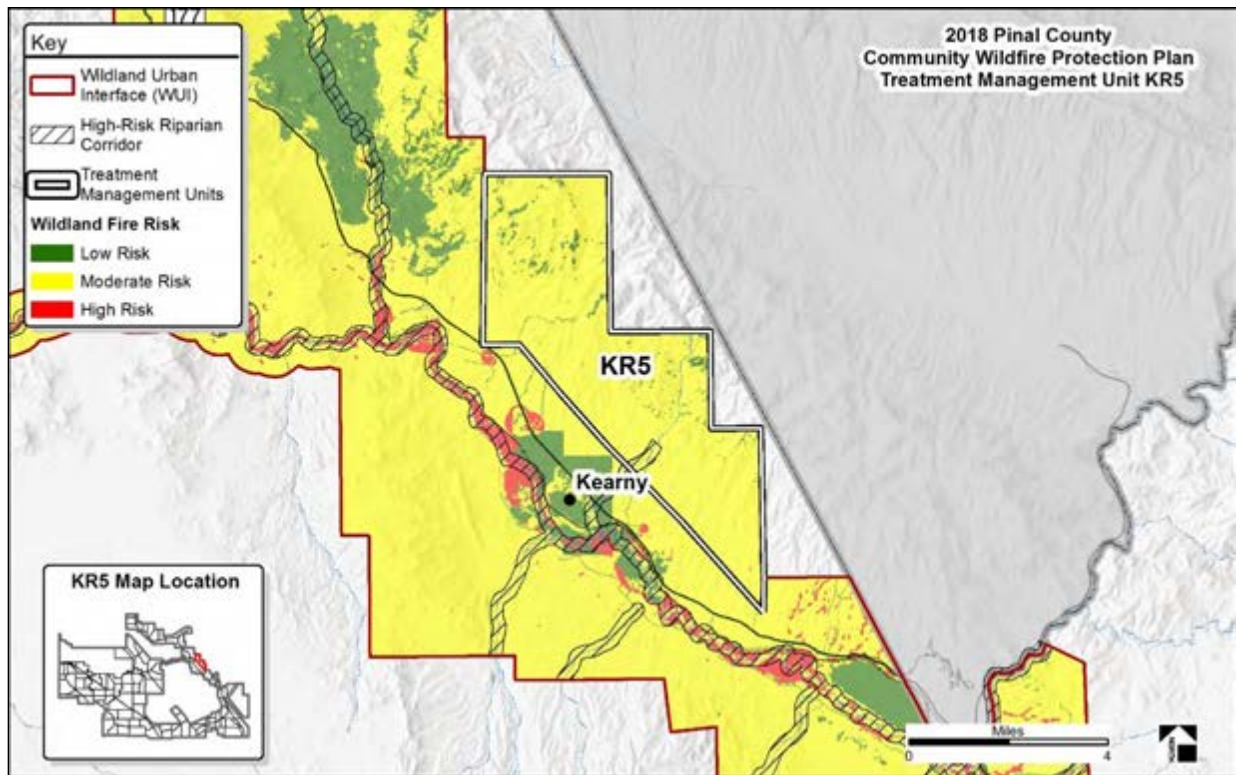 177
Key
Wildland Urban
Interface (WUI)
High-Risk Riparian
Corridor
Treatment
Management Units
Wildland Fire Risk
Low Risk
Moderate Risk
High Risk
2018 Pinal County
Community Wildfire Protection Plan
Treatment Management Unit KR5
KR5
Kearny
KR5 Map Location
Miles
0
4